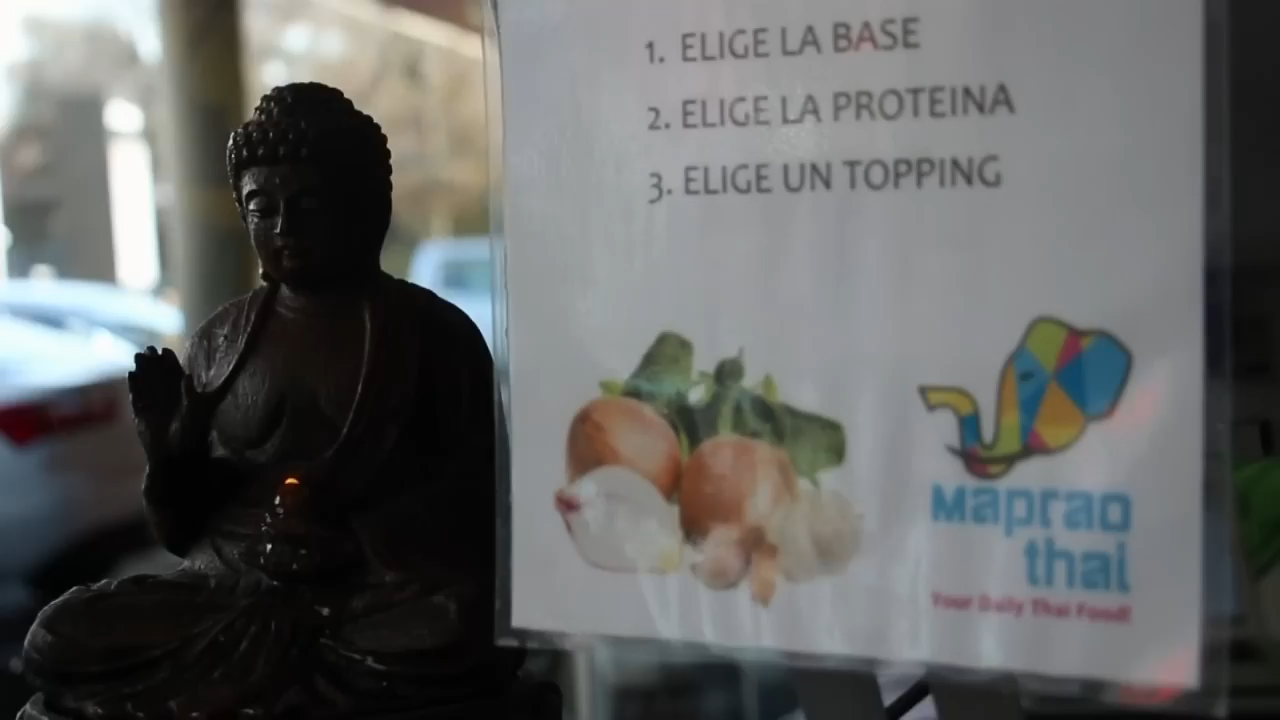 1. ELIGE LA BASE
2. ELIGE LA PROTEINA
3. ELIGE UN TOPPING
Maprao
thai
Your Daily Thai Food!